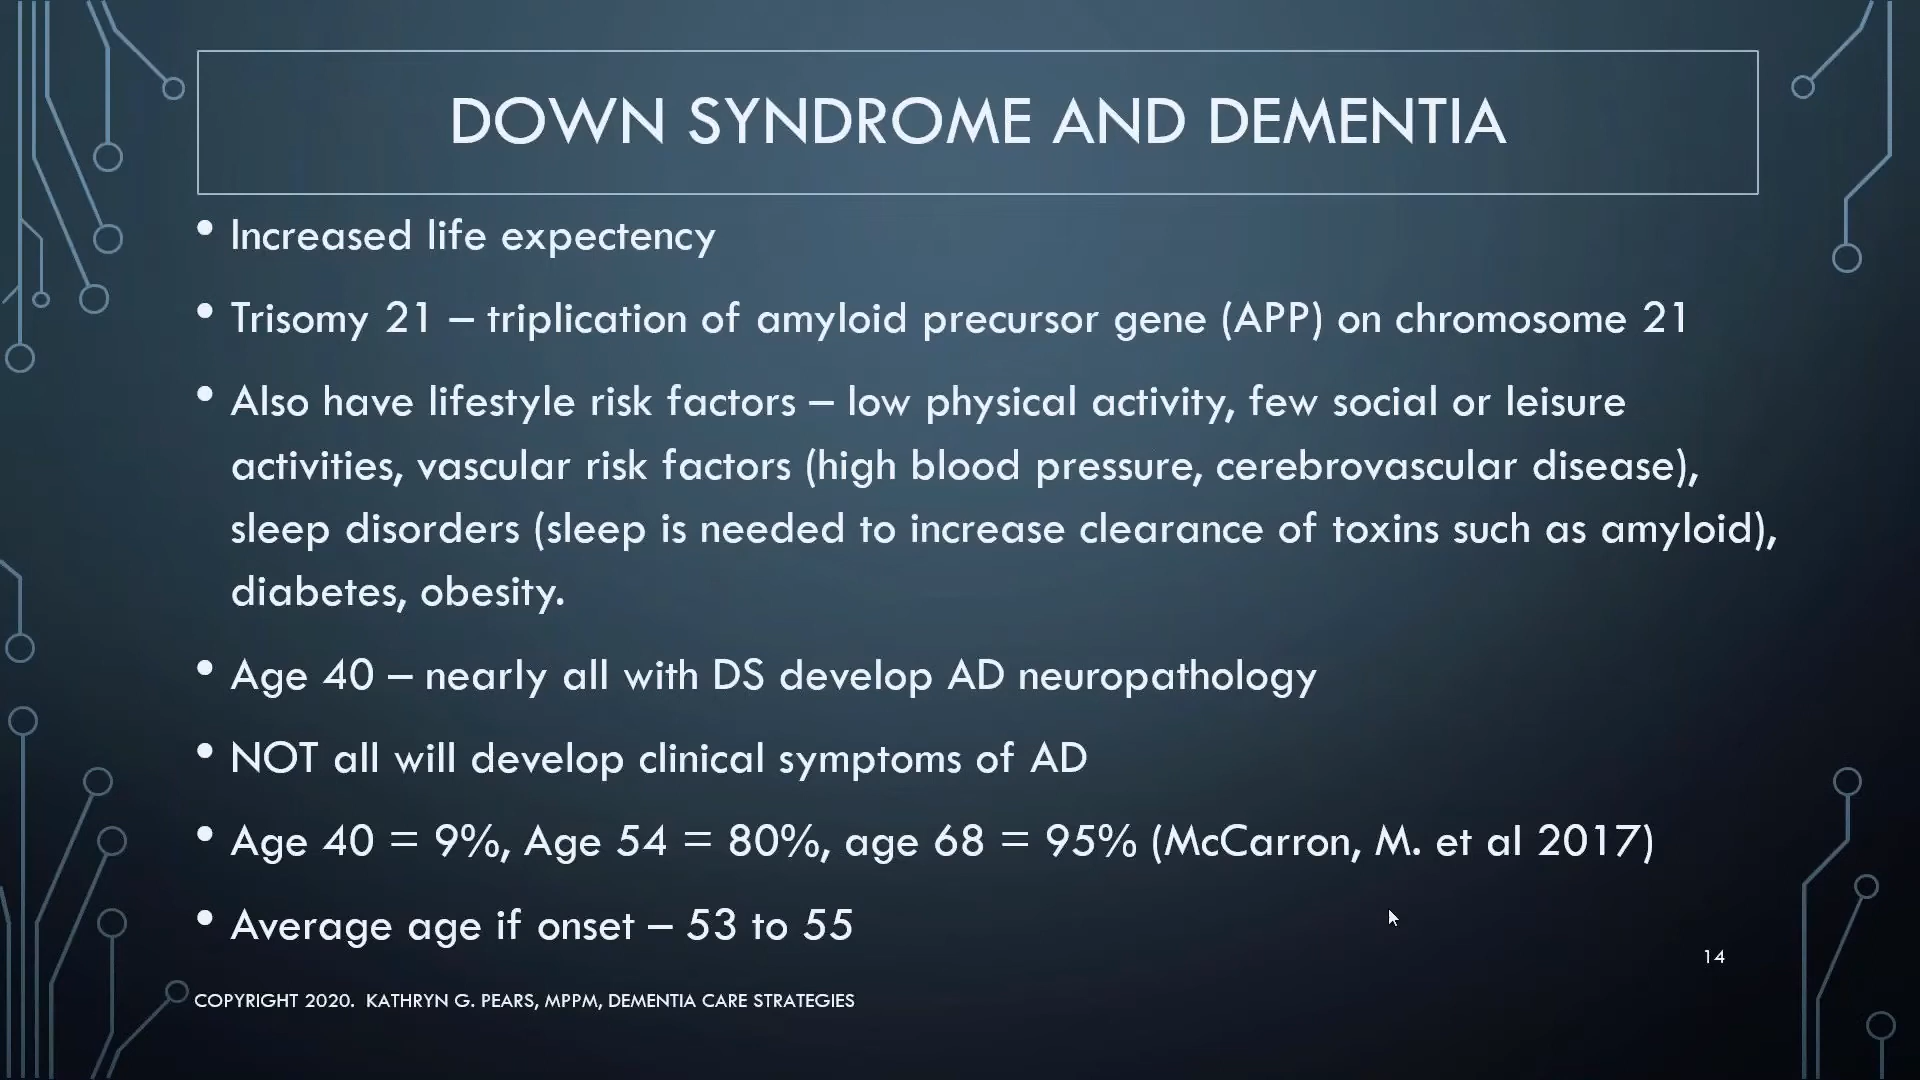 DOWN SYNDROME AND DEMENTIA
• Increased life expectency
• Trisomy 21 – triplication of amyloid precursor gene (APP) on chromosome 21
• Also have lifestyle risk factors – low physical activity, few social or leisure
activities, vascular risk factors (high blood pressure, cerebrovascular disease),
sleep disorders (sleep is needed to increase clearance of toxins such as amyloid),
diabetes, obesity.
• Age 40 – nearly all with DS develop AD neuropathology
• NOT all will develop clinical symptoms of AD
• Age 40 = 9%, Age 54 = 80%, age 68 = 95% (McCarron, M. et al 2017)
• Average age if onset – 53 to 55
14
COPYRIGHT 2020. KATHRYN G. PEARS, MPPM, DEMENTIA CARE STRATEGIES